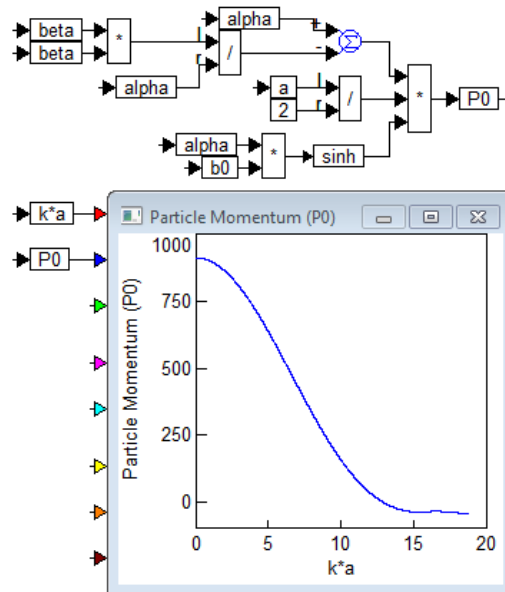 alpha
+
beta
*
l
-
Σ
beta
/
r
alpha
a
l
*
P0
2
r
/
alpha
*
sinh
b0
k*a
Particle Momentum (P0)
P0
Particle Momentum (P0)
1000
750
500
250
0
0 5 10 15 20
k*a